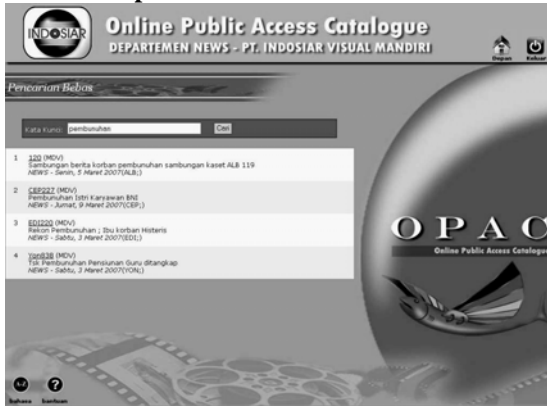 INDOSIAR
Online Public Access Catalogue
DEPARTEMEN NEWS - PT. INDOSIAR VISUAL MANDIRI
Depan Keluar
Pencarian Bebas
Kata Kunci: pembunuhan Cari
1 120 (MDV)
Sambungan berita korban pembunuhan sambungan kaset ALB 119
NEWS - Senin, 5 Maret 2007(ALB;)
2 CEP227 (MDV)
Pembunuhan Istri Karyawan BNI
NEWS - Jumat, 9 Maret 2007(CEP;)
3 EDI220 (MDV)
Rekon Pembunuhan ; Ibu korban Histeris
NEWS - Sabtu, 3 Maret 2007(EDI;)
4 Yon838 (MDV)
Tsk Pembunuhan Pensiunan Guru ditangkap
NEWS - Sabtu, 3 Maret 2007(YON;)
OPAC
Online Public Access Catalogue
A-Z ?
bahasa bantuan